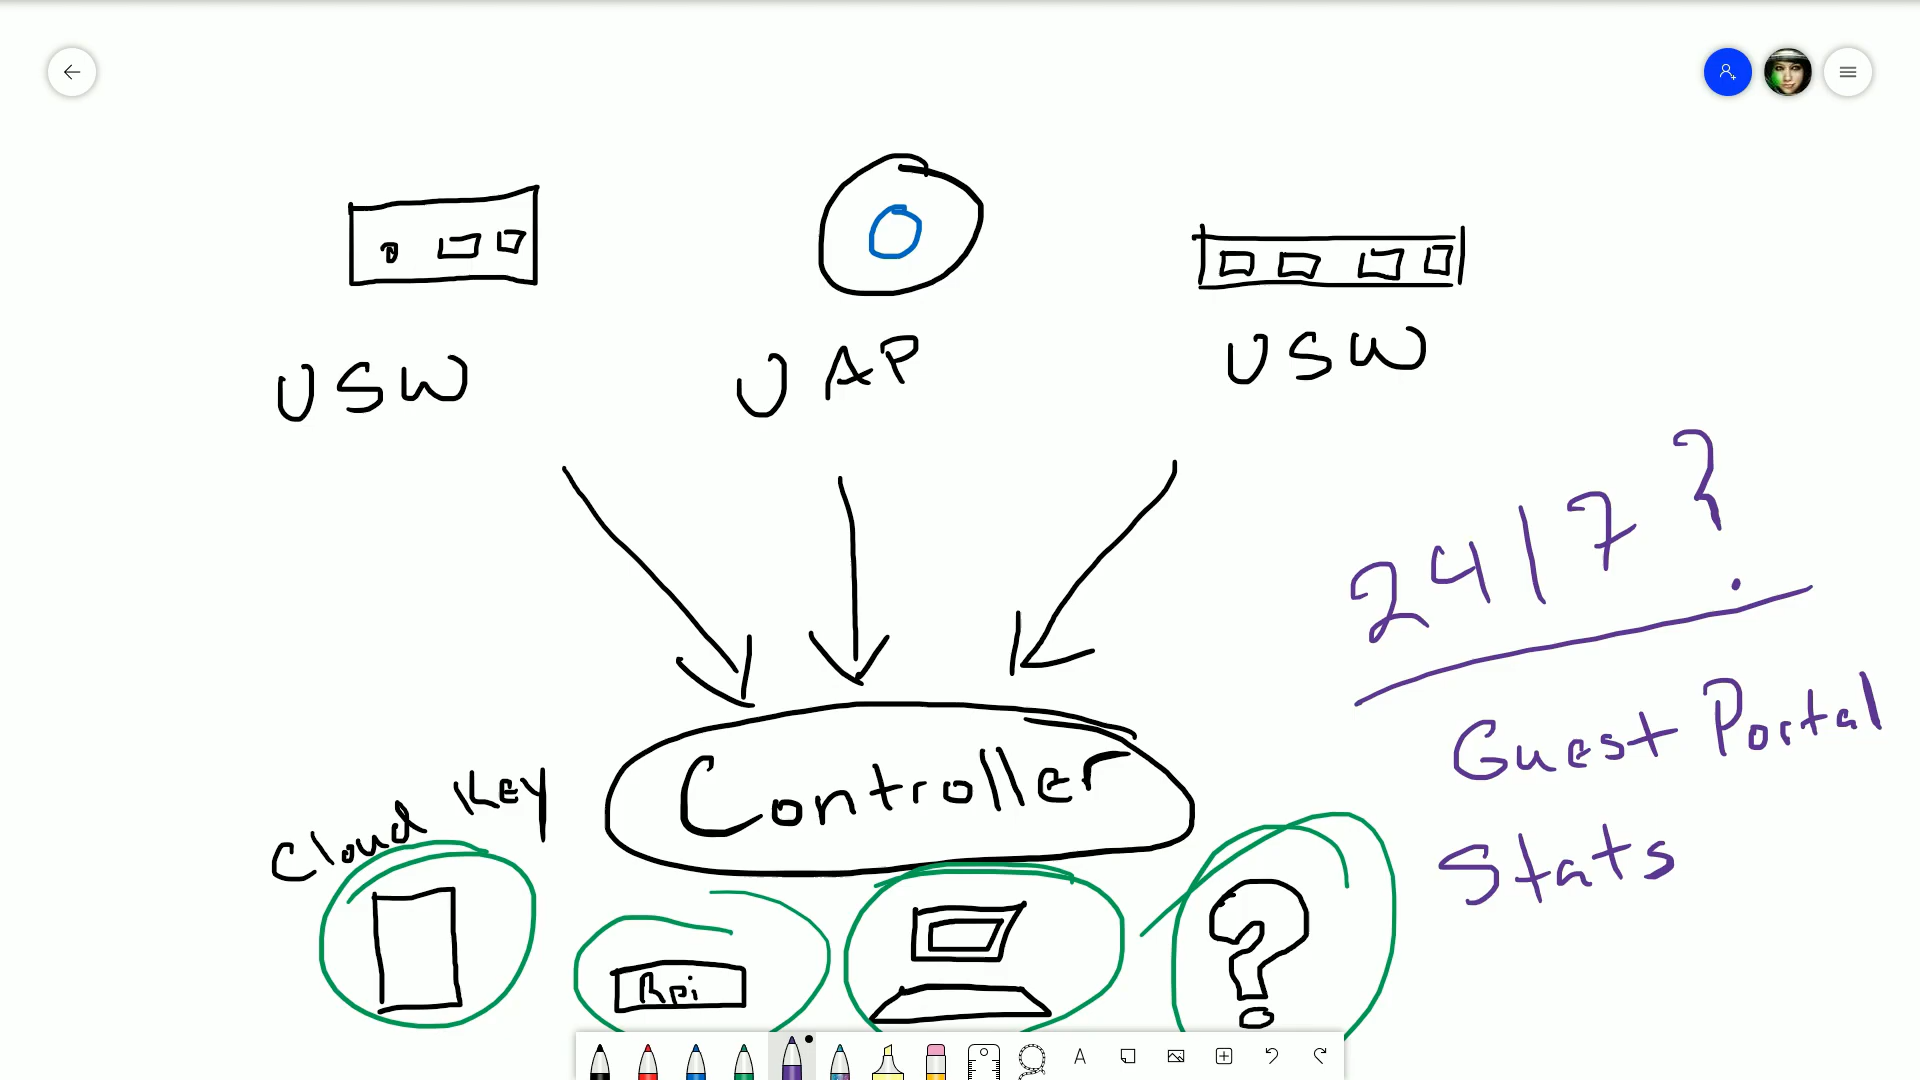 USW
UAP
USW
24/7?
Guest Portal
Stats
Controller
Cloud Key
Rpi
?
A